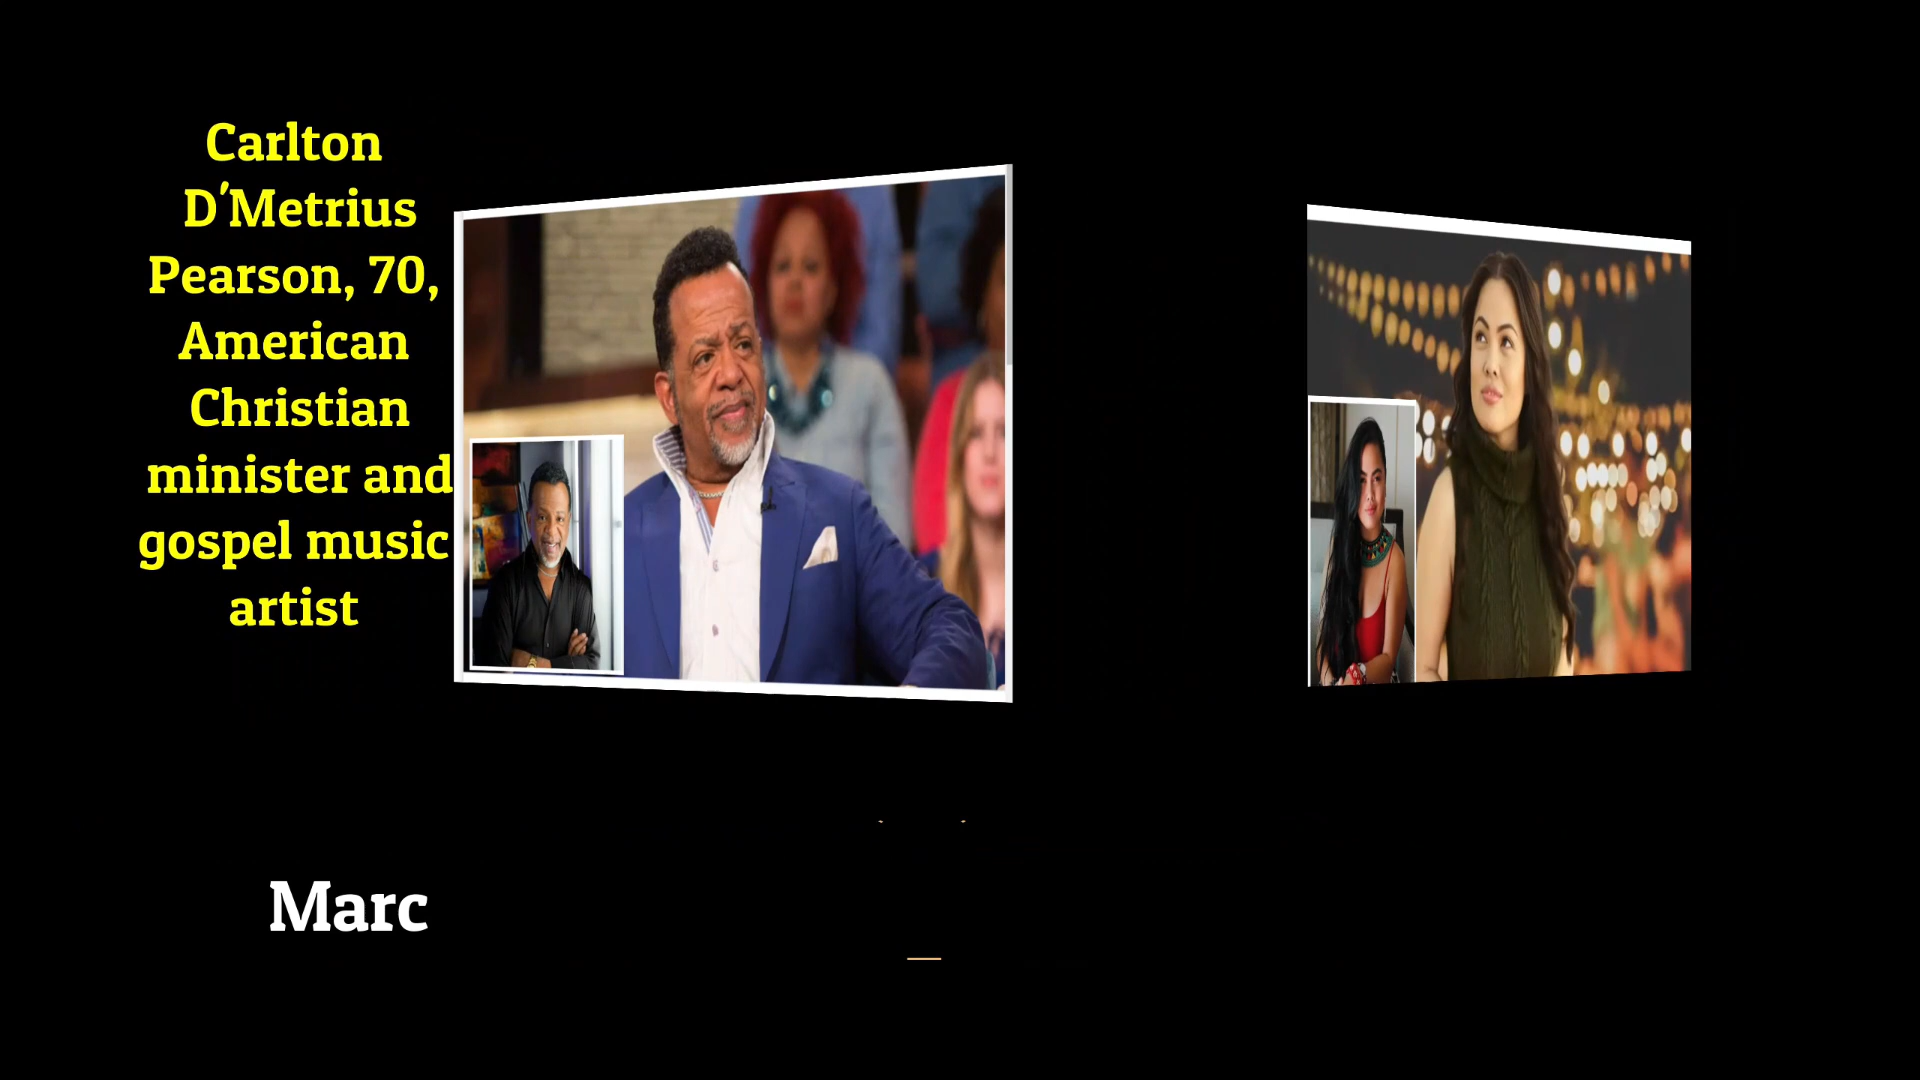 Carlton
D'Metrius
Pearson, 70,
American
Christian
minister and
gospel music
artist
Marc